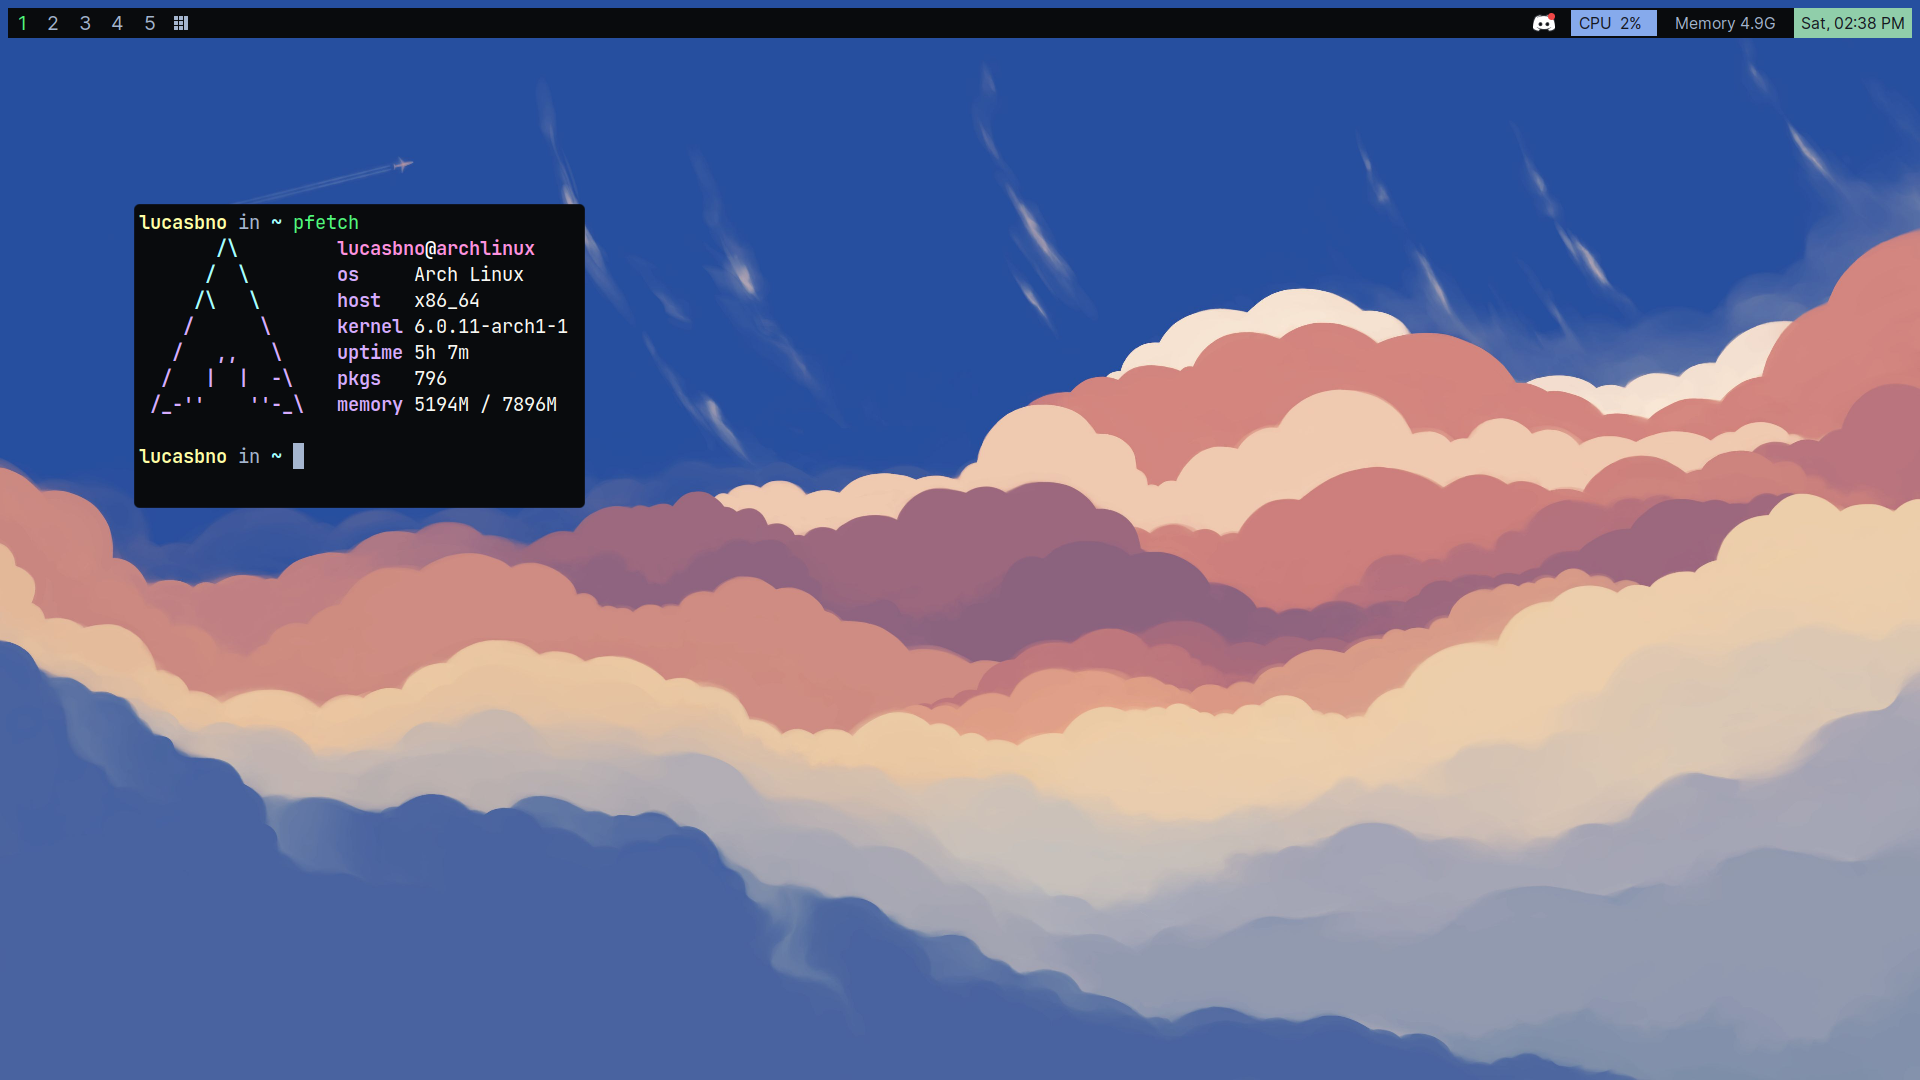 1 2 3 4 5 CPU 2% Memory 4.9G Sat, 02:38 PM
lucasbno in ~ pfetch
/\ lucasbno@archlinux
/ \ os Arch Linux
/\ \ host x86_64
/ \ kernel 6.0.11-arch1-1
/ ,, \ uptime 5h 7m
/ | | -\ pkgs 796
/_-'' ''-_\ memory 5194M / 7896M
lucasbno in ~